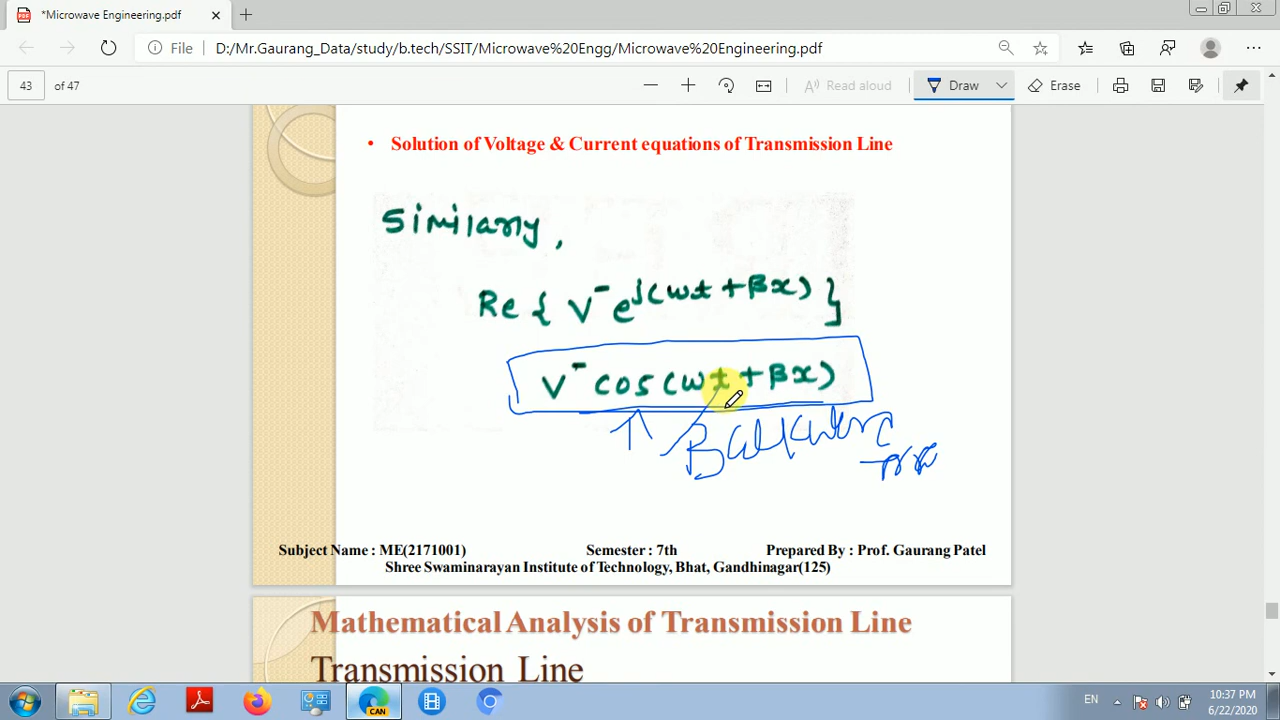 *Microwave Engineering.pdf
File D:/Mr.Gaurang_Data/study/b.tech/SSIT/Microwave%20Engg/Microwave%20Engineering.pdf
43 of 47 Read aloud Draw Erase
• Solution of Voltage & Current equations of Transmission Line
Similarly,
Re { V⁻ e^j(ωt + βx) }
V⁻ cos(ωt + βx)
Subject Name : ME(2171001) Semester : 7th Prepared By : Prof. Gaurang Patel
Shree Swaminarayan Institute of Technology, Bhat, Gandhinagar(125)
Mathematical Analysis of Transmission Line
Transmission Line
CAN
EN 10:37 PM
6/22/2020